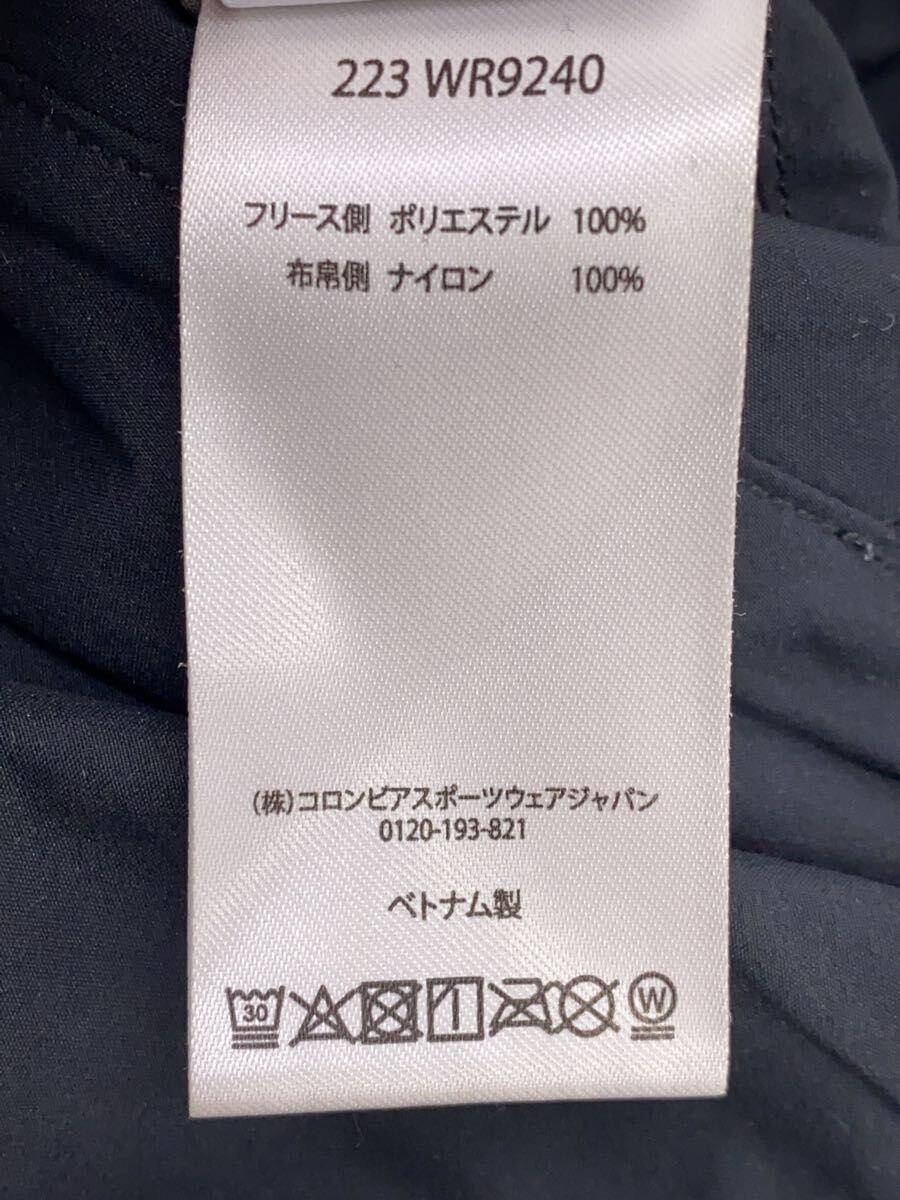 223 WR9240
フリース側 ポリエステル 100%
布帛側 ナイロン 100%
(株)コロンビアスポーツウェアジャパン
0120-193-821
ベトナム製
30 W